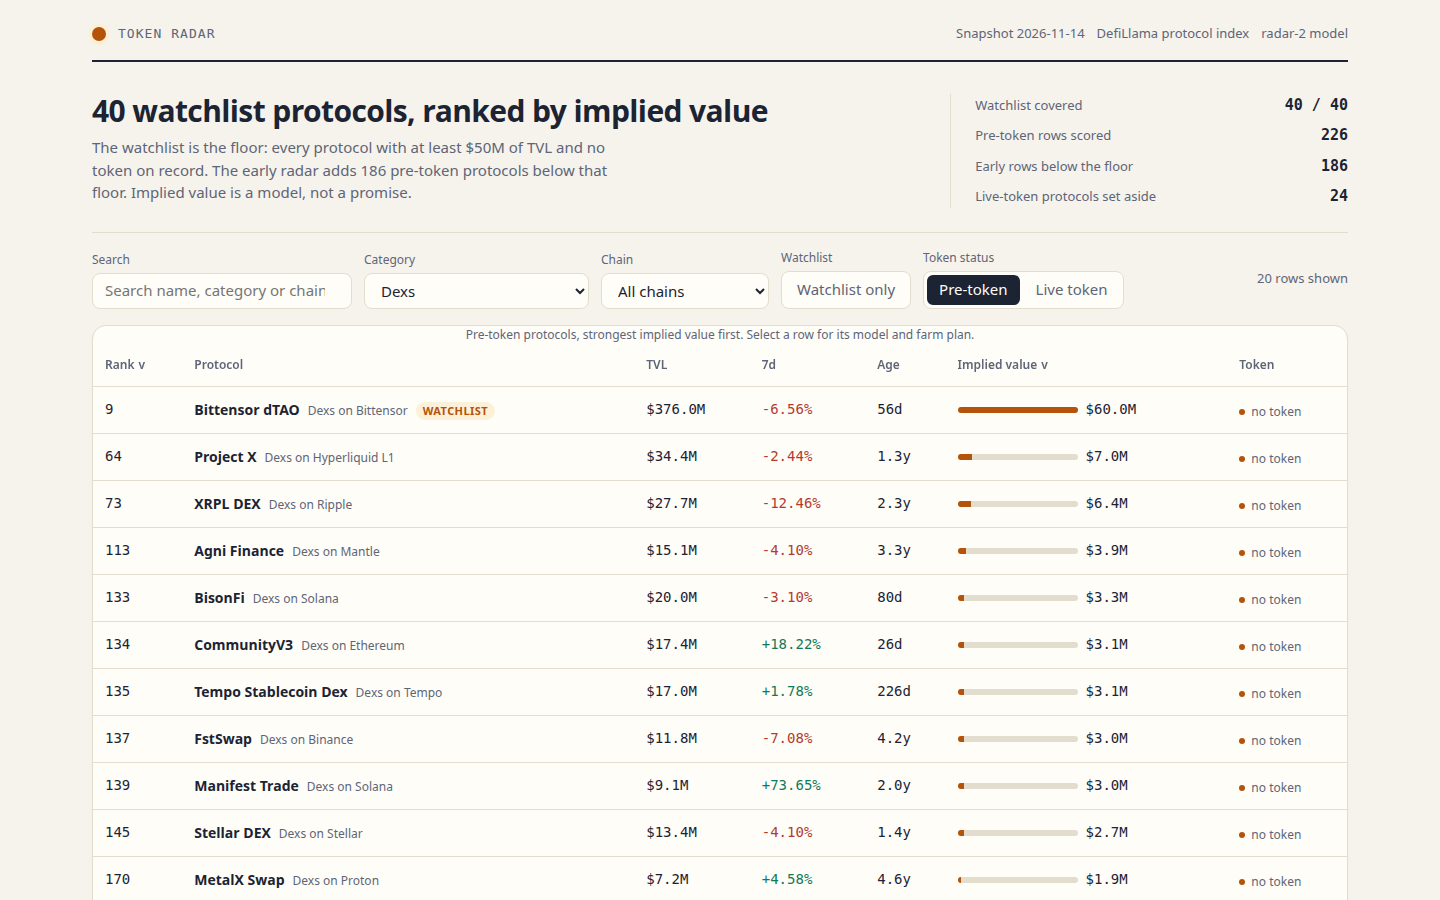 TOKEN RADAR
Snapshot 2026-11-14 DefiLlama protocol index radar-2 model
40 watchlist protocols, ranked by implied value
The watchlist is the floor: every protocol with at least $50M of TVL and no
token on record. The early radar adds 186 pre-token protocols below that
floor. Implied value is a model, not a promise.
Watchlist covered 40 / 40
Pre-token rows scored 226
Early rows below the floor 186
Live-token protocols set aside 24
Search
Category
Chain
Watchlist
Token status
Search name, category or chain
Dexs
All chains
Watchlist only
Pre-token
Live token
20 rows shown
Pre-token protocols, strongest implied value first. Select a row for its model and farm plan.
Rank v Protocol TVL 7d Age Implied value v Token
9 Bittensor dTAO Dexs on Bittensor WATCHLIST $376.0M -6.56% 56d $60.0M no token
64 Project X Dexs on Hyperliquid L1 $34.4M -2.44% 1.3y $7.0M no token
73 XRPL DEX Dexs on Ripple $27.7M -12.46% 2.3y $6.4M no token
113 Agni Finance Dexs on Mantle $15.1M -4.10% 3.3y $3.9M no token
133 BisonFi Dexs on Solana $20.0M -3.10% 80d $3.3M no token
134 CommunityV3 Dexs on Ethereum $17.4M +18.22% 26d $3.1M no token
135 Tempo Stablecoin Dex Dexs on Tempo $17.0M +1.78% 226d $3.1M no token
137 FstSwap Dexs on Binance $11.8M -7.08% 4.2y $3.0M no token
139 Manifest Trade Dexs on Solana $9.1M +73.65% 2.0y $3.0M no token
145 Stellar DEX Dexs on Stellar $13.4M -4.10% 1.4y $2.7M no token
170 MetalX Swap Dexs on Proton $7.2M +4.58% 4.6y $1.9M no token